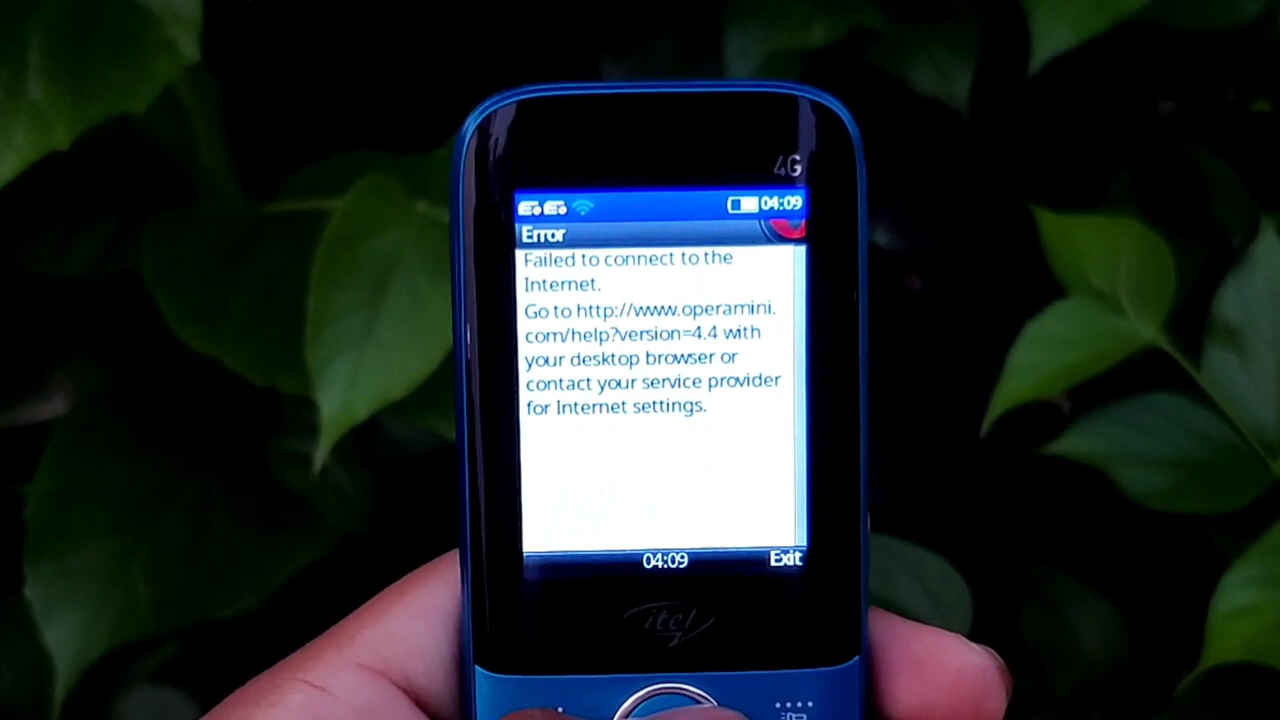 4G
04:09
Error
Failed to connect to the
Internet.
Go to http://www.operamini.
com/help?version=4.4 with
your desktop browser or
contact your service provider
for Internet settings.
04:09
Exit
itel